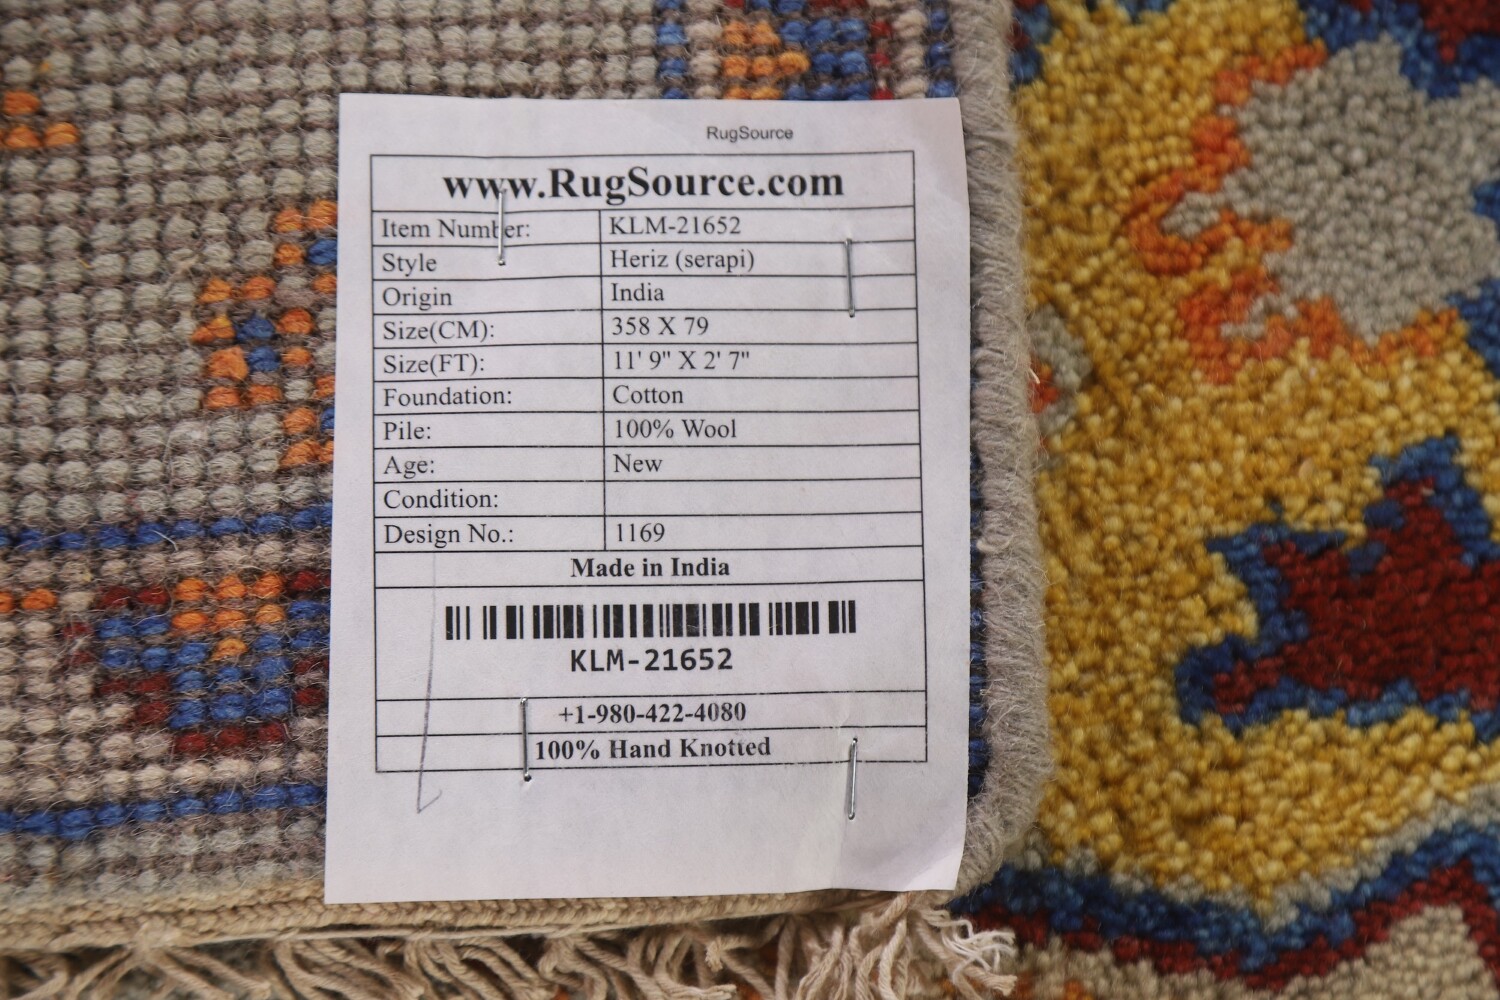 RugSource
www.RugSource.com
Item Number: KLM-21652
Style Heriz (serapi)
Origin India
Size(CM): 358 X 79
Size(FT): 11' 9" X 2' 7"
Foundation: Cotton
Pile: 100% Wool
Age: New
Condition:
Design No.: 1169
Made in India
KLM-21652
+1-980-422-4080
100% Hand Knotted